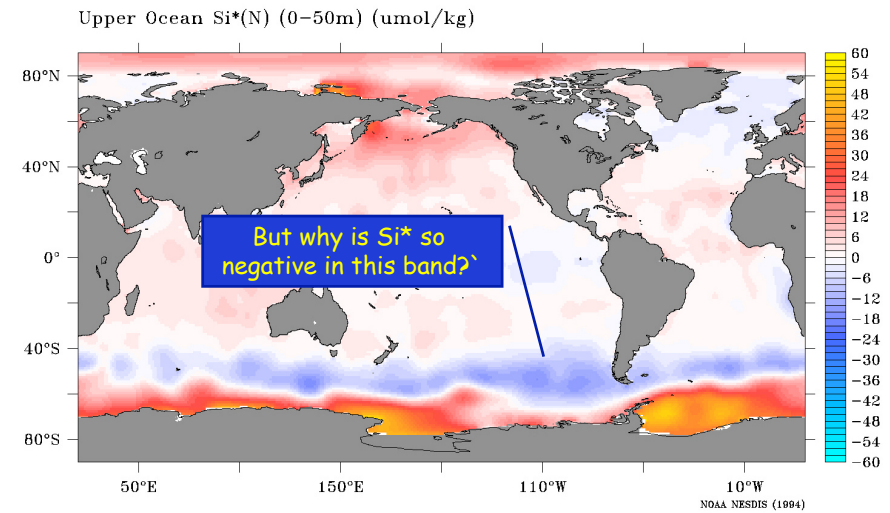 Upper Ocean Si*(N) (0-50m) (umol/kg)
80°N
40°N
0°
40°S
80°S
But why is Si* so
negative in this band?`
50°E
150°E
110°W
10°W
60
54
48
42
36
30
24
18
12
6
0
-6
-12
-18
-24
-30
-36
-42
-48
-54
-60
NOAA NESDIS (1994)